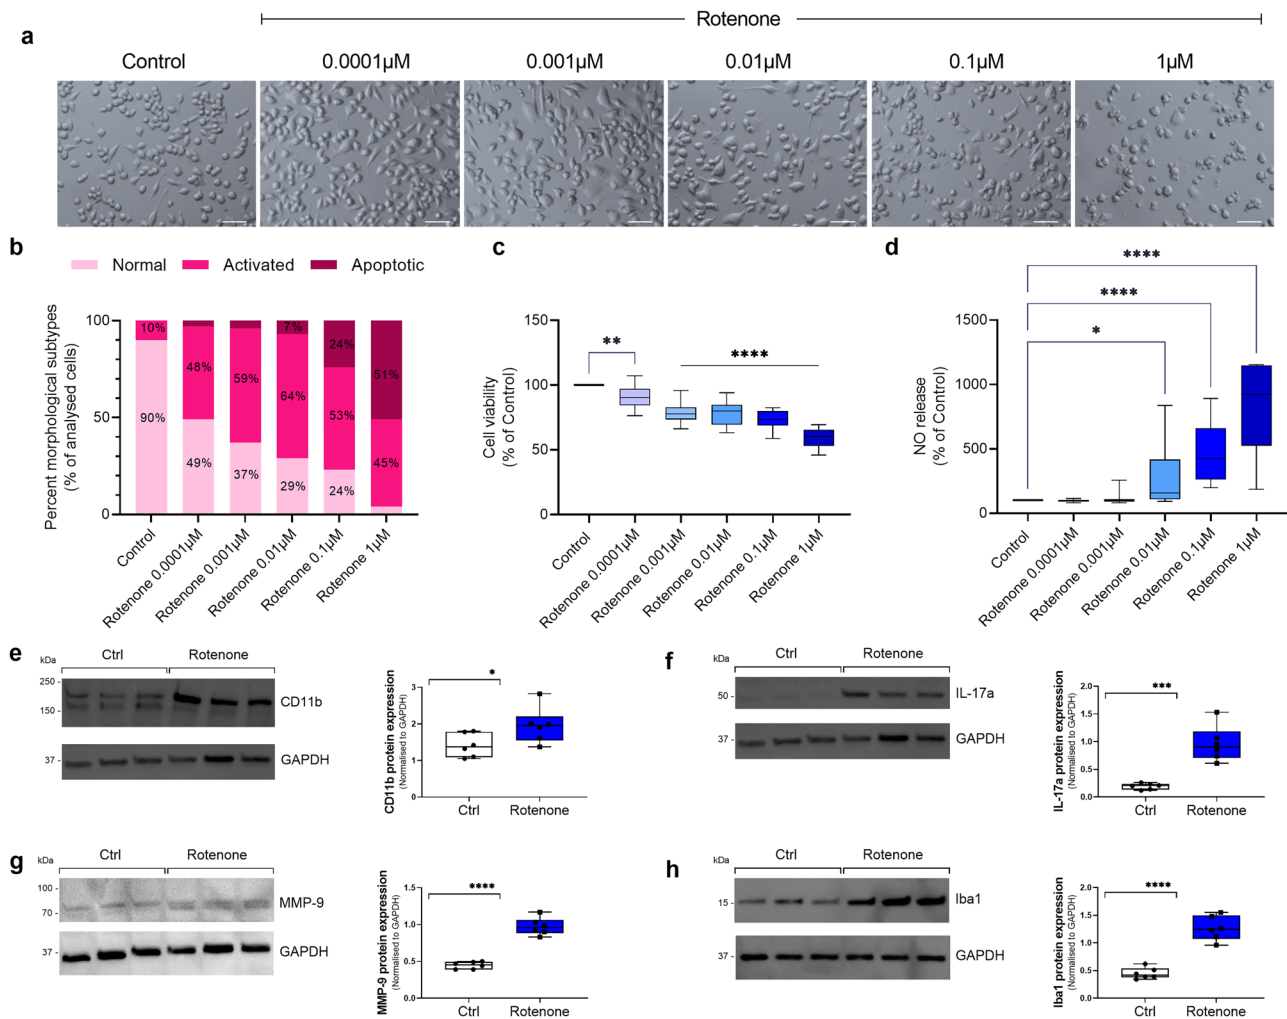 Rotenone
a
Control 0.0001µM 0.001µM 0.01µM 0.1µM 1µM
b
Normal Activated Apoptotic
Percent morphological subtypes
(% of analysed cells)
100
50
0
10%
90%
48%
49%
59%
37%
7%
64%
29%
24%
53%
24%
51%
45%
Control
Rotenone 0.0001µM
Rotenone 0.001µM
Rotenone 0.01µM
Rotenone 0.1µM
Rotenone 1µM
c
Cell viability
(% of Control)
150
100
50
0
**
****
Control
Rotenone 0.0001µM
Rotenone 0.001µM
Rotenone 0.01µM
Rotenone 0.1µM
Rotenone 1µM
d
NO release
(% of Control)
1500
1000
500
0
****
****
*
Control
Rotenone 0.0001µM
Rotenone 0.001µM
Rotenone 0.01µM
Rotenone 0.1µM
Rotenone 1µM
e
kDa
Ctrl Rotenone
250 -
150 -
CD11b
37 -
GAPDH
CD11b protein expression
(Normalised to GAPDH)
3
2
1
0
*
Ctrl Rotenone
f
kDa
Ctrl Rotenone
50 -
IL-17a
37 -
GAPDH
IL-17a protein expression
(Normalised to GAPDH)
2.0
1.5
1.0
0.5
0.0
***
Ctrl Rotenone
g
kDa
Ctrl Rotenone
100 -
70 -
MMP-9
37 -
GAPDH
MMP-9 protein expression
(Normalised to GAPDH)
1.5
1.0
0.5
0.0
****
Ctrl Rotenone
h
kDa
Ctrl Rotenone
15 -
Iba1
37 -
GAPDH
Iba1 protein expression
(Normalised to GAPDH)
2.0
1.5
1.0
0.5
0.0
****
Ctrl Rotenone